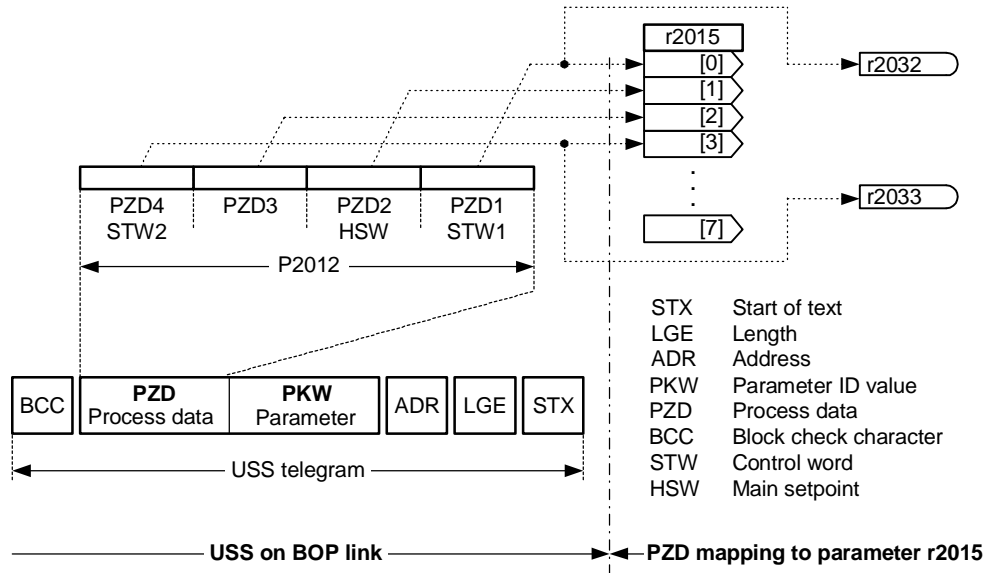 r2015
[0]
r2032
[1]
[2]
[3]
PZD4 PZD3 PZD2 PZD1
STW2 HSW STW1
r2033
[7]
P2012
STX Start of text
LGE Length
ADR Address
PKW Parameter ID value
PZD Process data
BCC Block check character
STW Control word
HSW Main setpoint
BCC PZD Process data PKW Parameter ADR LGE STX
USS telegram
USS on BOP link PZD mapping to parameter r2015